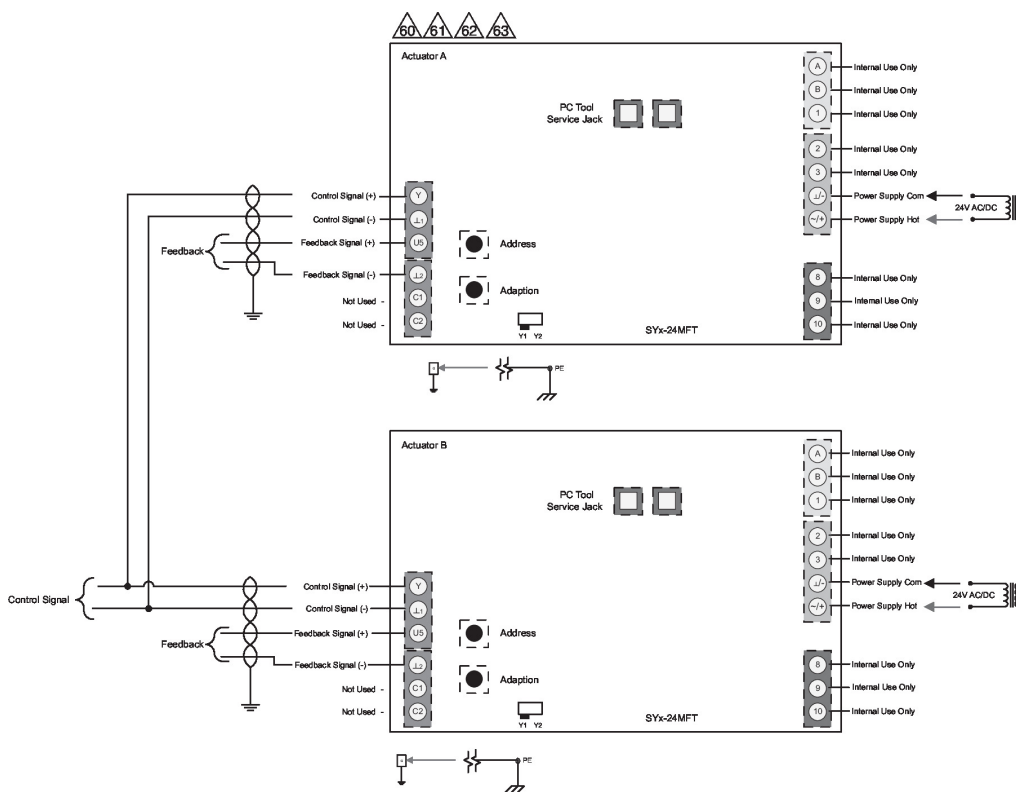 60 61 62 63
Actuator A
A Internal Use Only
B Internal Use Only
1 Internal Use Only
PC Tool
Service Jack
2 Internal Use Only
3 Internal Use Only
Control Signal (+) Y
⊥/- Power Supply Com
24V AC/DC
Control Signal (-) ⊥1
~/+ Power Supply Hot
Feedback
Feedback Signal (+) U5
Address
Feedback Signal (-) ⊥2
8 Internal Use Only
Not Used - C1
Adaption
9 Internal Use Only
Not Used - C2
Y1 Y2
SYx-24MFT
10 Internal Use Only
PE
Actuator B
A Internal Use Only
B Internal Use Only
1 Internal Use Only
PC Tool
Service Jack
2 Internal Use Only
3 Internal Use Only
Control Signal
Control Signal (+) Y
⊥/- Power Supply Com
24V AC/DC
Control Signal (-) ⊥1
~/+ Power Supply Hot
Feedback
Feedback Signal (+) U5
Address
Feedback Signal (-) ⊥2
8 Internal Use Only
Not Used - C1
Adaption
9 Internal Use Only
Not Used - C2
Y1 Y2
SYx-24MFT
10 Internal Use Only
PE